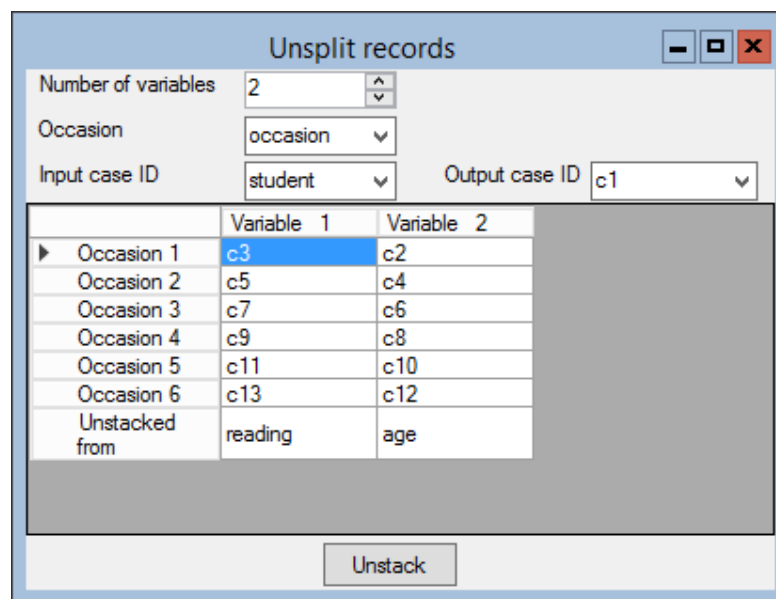 Unsplit records
Number of variables 2
Occasion occasion
Input case ID student Output case ID c1
Variable 1 Variable 2
Occasion 1 c3 c2
Occasion 2 c5 c4
Occasion 3 c7 c6
Occasion 4 c9 c8
Occasion 5 c11 c10
Occasion 6 c13 c12
Unstacked
from reading age
Unstack